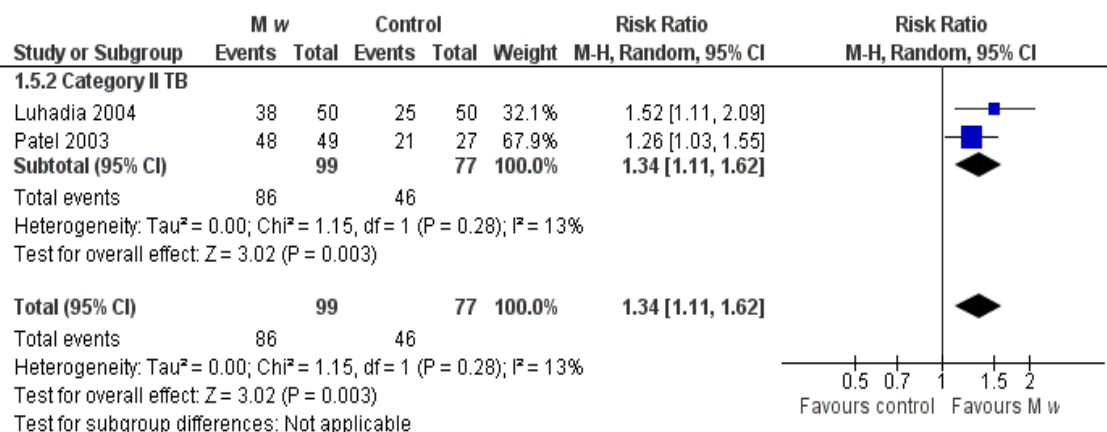 M w Control Risk Ratio Risk Ratio
Study or Subgroup Events Total Events Total Weight M-H, Random, 95% CI M-H, Random, 95% CI
1.5.2 Category II TB
Luhadia 2004 38 50 25 50 32.1% 1.52 [1.11, 2.09]
Patel 2003 48 49 21 27 67.9% 1.26 [1.03, 1.55]
Subtotal (95% CI) 99 77 100.0% 1.34 [1.11, 1.62]
Total events 86 46
Heterogeneity: Tau² = 0.00; Chi² = 1.15, df = 1 (P = 0.28); I² = 13%
Test for overall effect: Z = 3.02 (P = 0.003)
Total (95% CI) 99 77 100.0% 1.34 [1.11, 1.62]
Total events 86 46
Heterogeneity: Tau² = 0.00; Chi² = 1.15, df = 1 (P = 0.28); I² = 13%
Test for overall effect: Z = 3.02 (P = 0.003)
Test for subgroup differences: Not applicable
0.5 0.7 1 1.5 2
Favours control Favours M w